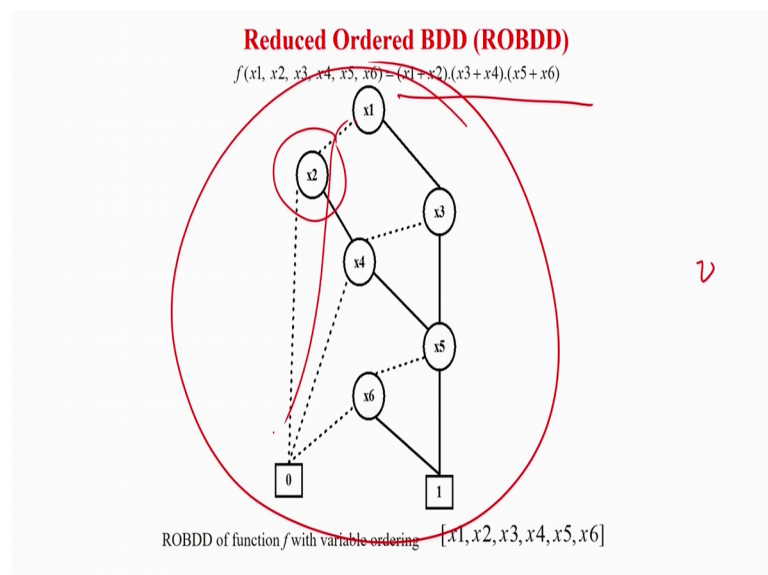 Reduced Ordered BDD (ROBDD)
f(x1, x2, x3, x4, x5, x6)=(x1+x2).(x3+x4).(x5+x6)
x1
x2
x3
x4
x5
x6
0
1
ROBDD of function f with variable ordering [x1,x2,x3,x4,x5,x6]